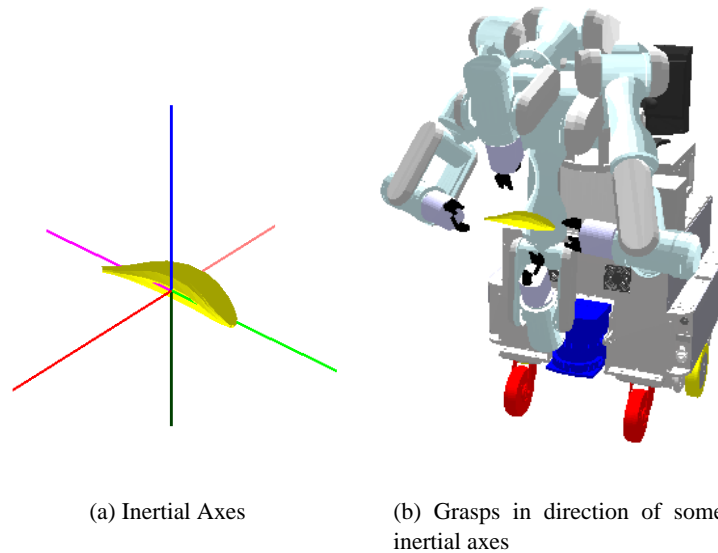 (a) Inertial Axes
(b) Grasps in direction of some
inertial axes